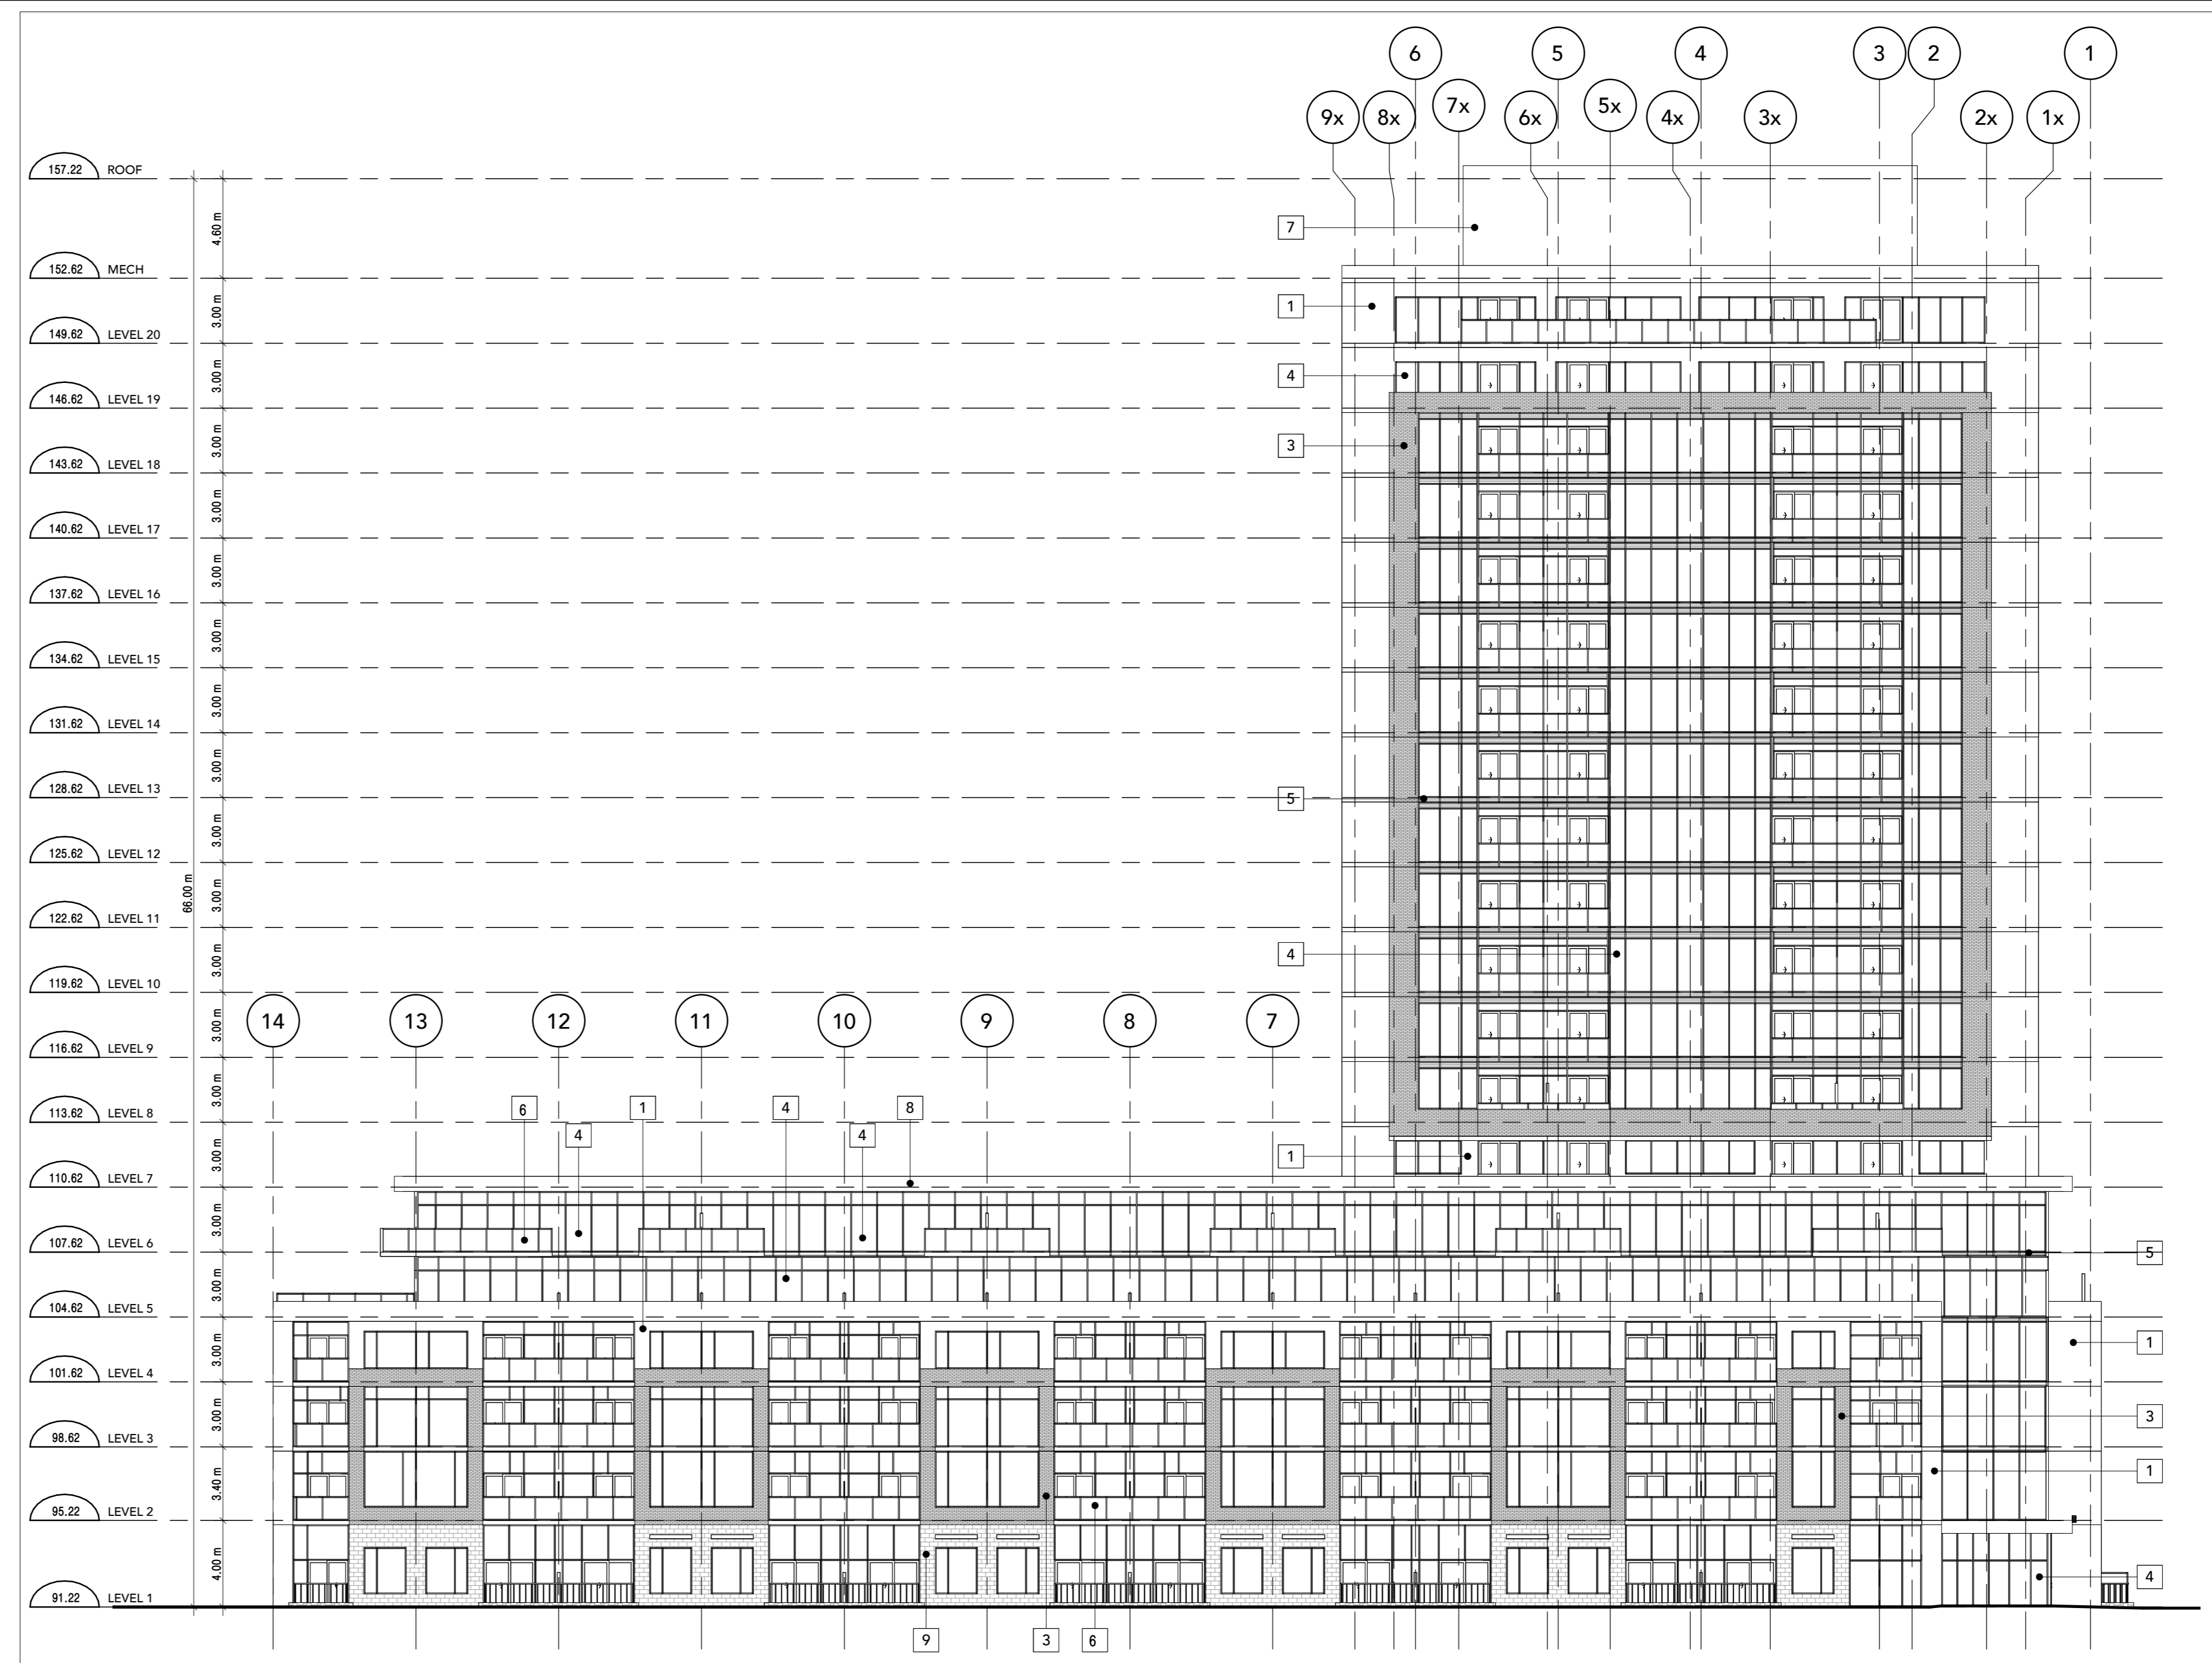 6 5 4 3 2 1
9x 8x 7x 6x 5x 4x 3x 2x 1x
157.22 ROOF
4.60 m
7
152.62 MECH
3.00 m
1
149.62 LEVEL 20
3.00 m
4
146.62 LEVEL 19
3.00 m
3
143.62 LEVEL 18
3.00 m
140.62 LEVEL 17
3.00 m
137.62 LEVEL 16
3.00 m
134.62 LEVEL 15
3.00 m
131.62 LEVEL 14
3.00 m
128.62 LEVEL 13
5
3.00 m
125.62 LEVEL 12
66.00 m
3.00 m
122.62 LEVEL 11
3.00 m
4
119.62 LEVEL 10
14 13 12 11 10 9 8 7
3.00 m
116.62 LEVEL 9
3.00 m
6 1 4 8
113.62 LEVEL 8
4 4
3.00 m
1
110.62 LEVEL 7
3.00 m
107.62 LEVEL 6
5
3.00 m
104.62 LEVEL 5
3.00 m
1
101.62 LEVEL 4
3.00 m
3
98.62 LEVEL 3
3.40 m
1
95.22 LEVEL 2
4.00 m
4
91.22 LEVEL 1
9 3 6